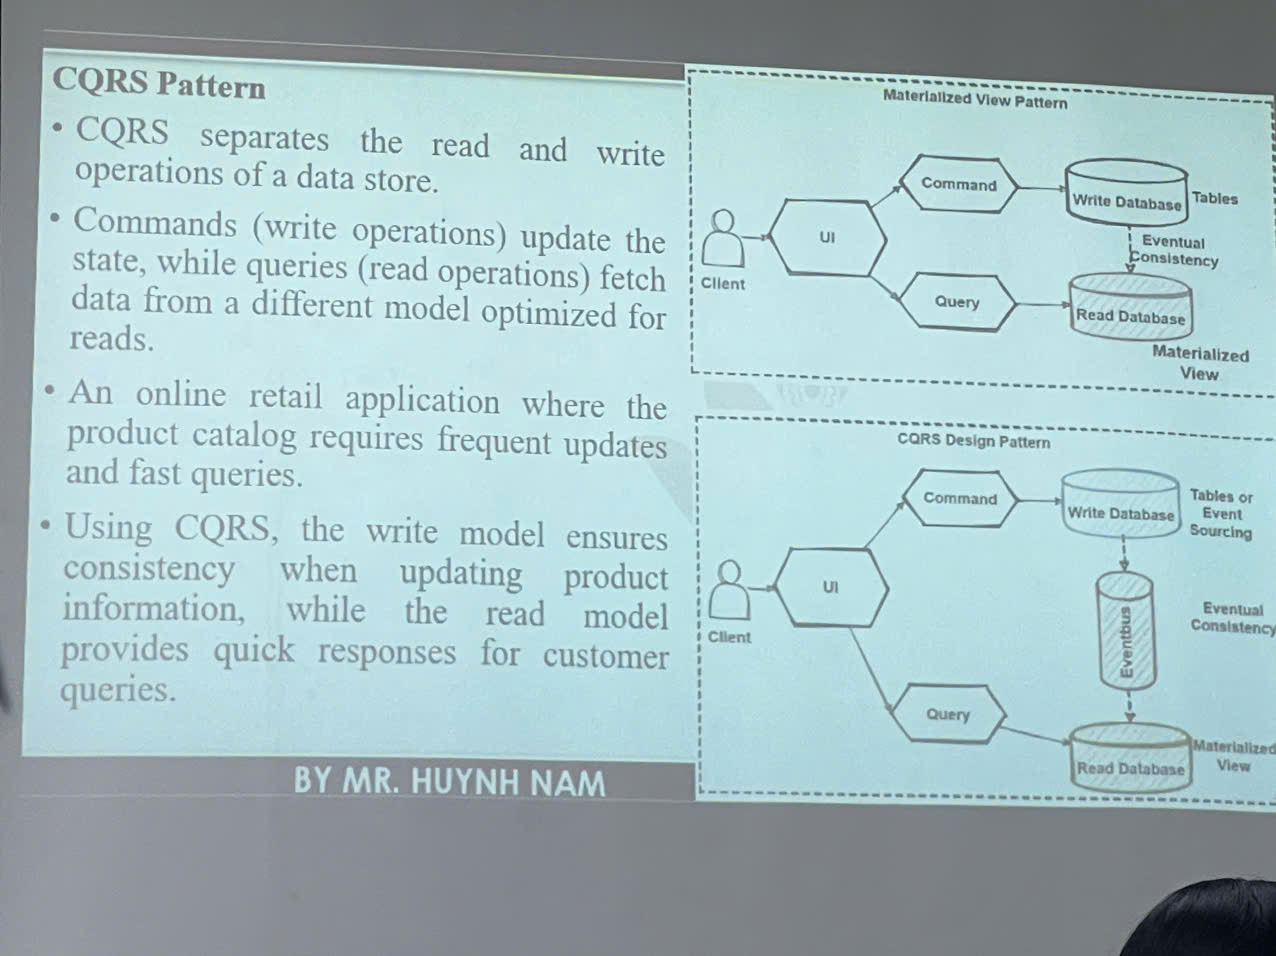 CQRS Pattern
• CQRS separates the read and write
operations of a data store.
• Commands (write operations) update the
state, while queries (read operations) fetch
data from a different model optimized for
reads.
• An online retail application where the
product catalog requires frequent updates
and fast queries.
• Using CQRS, the write model ensures
consistency when updating product
information, while the read model
provides quick responses for customer
queries.
BY MR. HUYNH NAM
Materialized View Pattern
Command
Write Database
Tables
UI
Eventual
Consistency
Client
Query
Read Database
Materialized
View
CQRS Design Pattern
Command
Write Database
Tables or
Event
Sourcing
UI
Client
Eventbus
Eventual
Consistency
Query
Read Database
Materialized
View